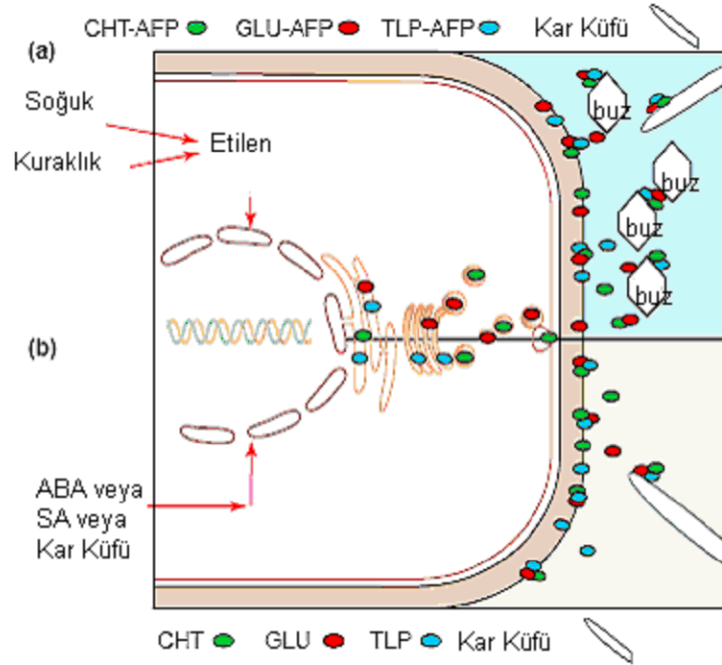 CHT-AFP GLU-AFP TLP-AFP Kar Küfü
(a)
Soğuk
Etilen
Kuraklık
buz
buz
buz
buz
(b)
ABA veya
SA veya
Kar Küfü
CHT GLU TLP Kar Küfü